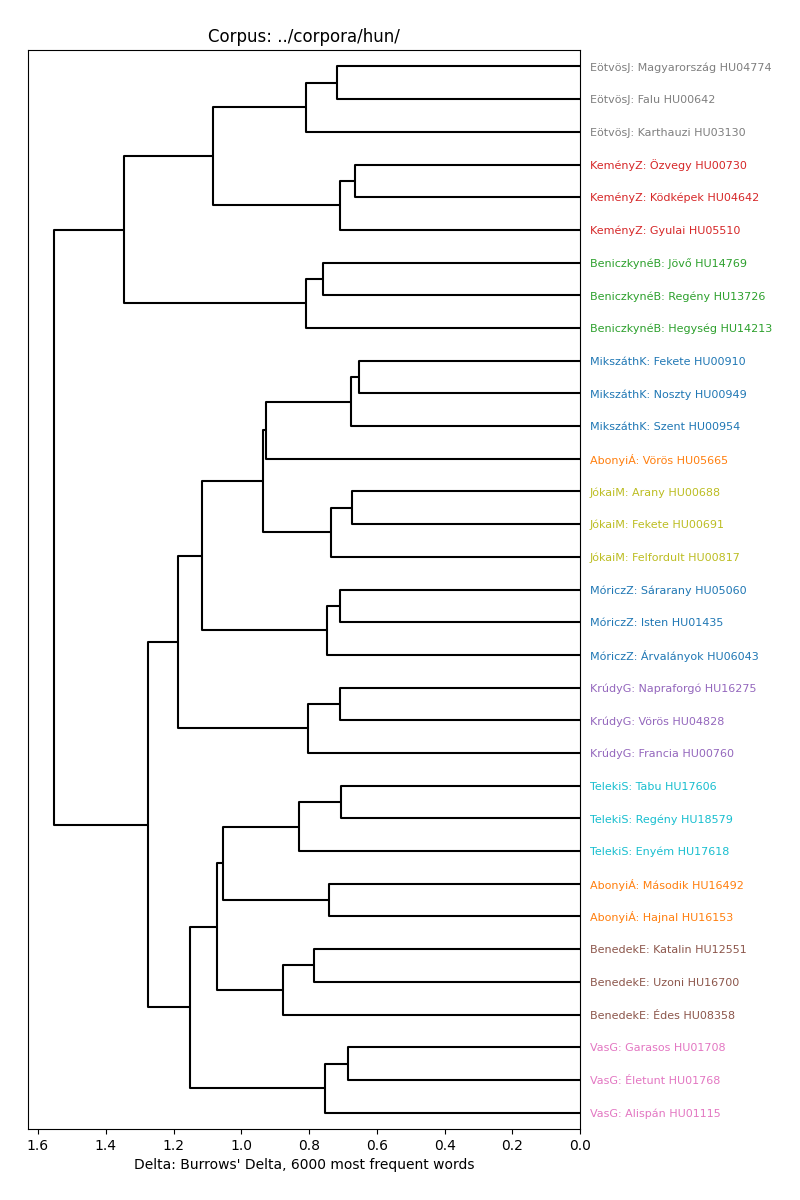 Corpus: ../corpora/hun/
EötvösJ: Magyarország HU04774
EötvösJ: Falu HU00642
EötvösJ: Karthauzi HU03130
KeményZ: Özvegy HU00730
KeményZ: Ködképek HU04642
KeményZ: Gyulai HU05510
BeniczkynéB: Jövő HU14769
BeniczkynéB: Regény HU13726
BeniczkynéB: Hegység HU14213
MikszáthK: Fekete HU00910
MikszáthK: Noszty HU00949
MikszáthK: Szent HU00954
AbonyiÁ: Vörös HU05665
JókaiM: Arany HU00688
JókaiM: Fekete HU00691
JókaiM: Felfordult HU00817
MóriczZ: Sárarany HU05060
MóriczZ: Isten HU01435
MóriczZ: Árvalányok HU06043
KrúdyG: Napraforgó HU16275
KrúdyG: Vörös HU04828
KrúdyG: Francia HU00760
TelekiS: Tabu HU17606
TelekiS: Regény HU18579
TelekiS: Enyém HU17618
AbonyiÁ: Második HU16492
AbonyiÁ: Hajnal HU16153
BenedekE: Katalin HU12551
BenedekE: Uzoni HU16700
BenedekE: Édes HU08358
VasG: Garasos HU01708
VasG: Életunt HU01768
VasG: Alispán HU01115
1.6 1.4 1.2 1.0 0.8 0.6 0.4 0.2 0.0
Delta: Burrows' Delta, 6000 most frequent words